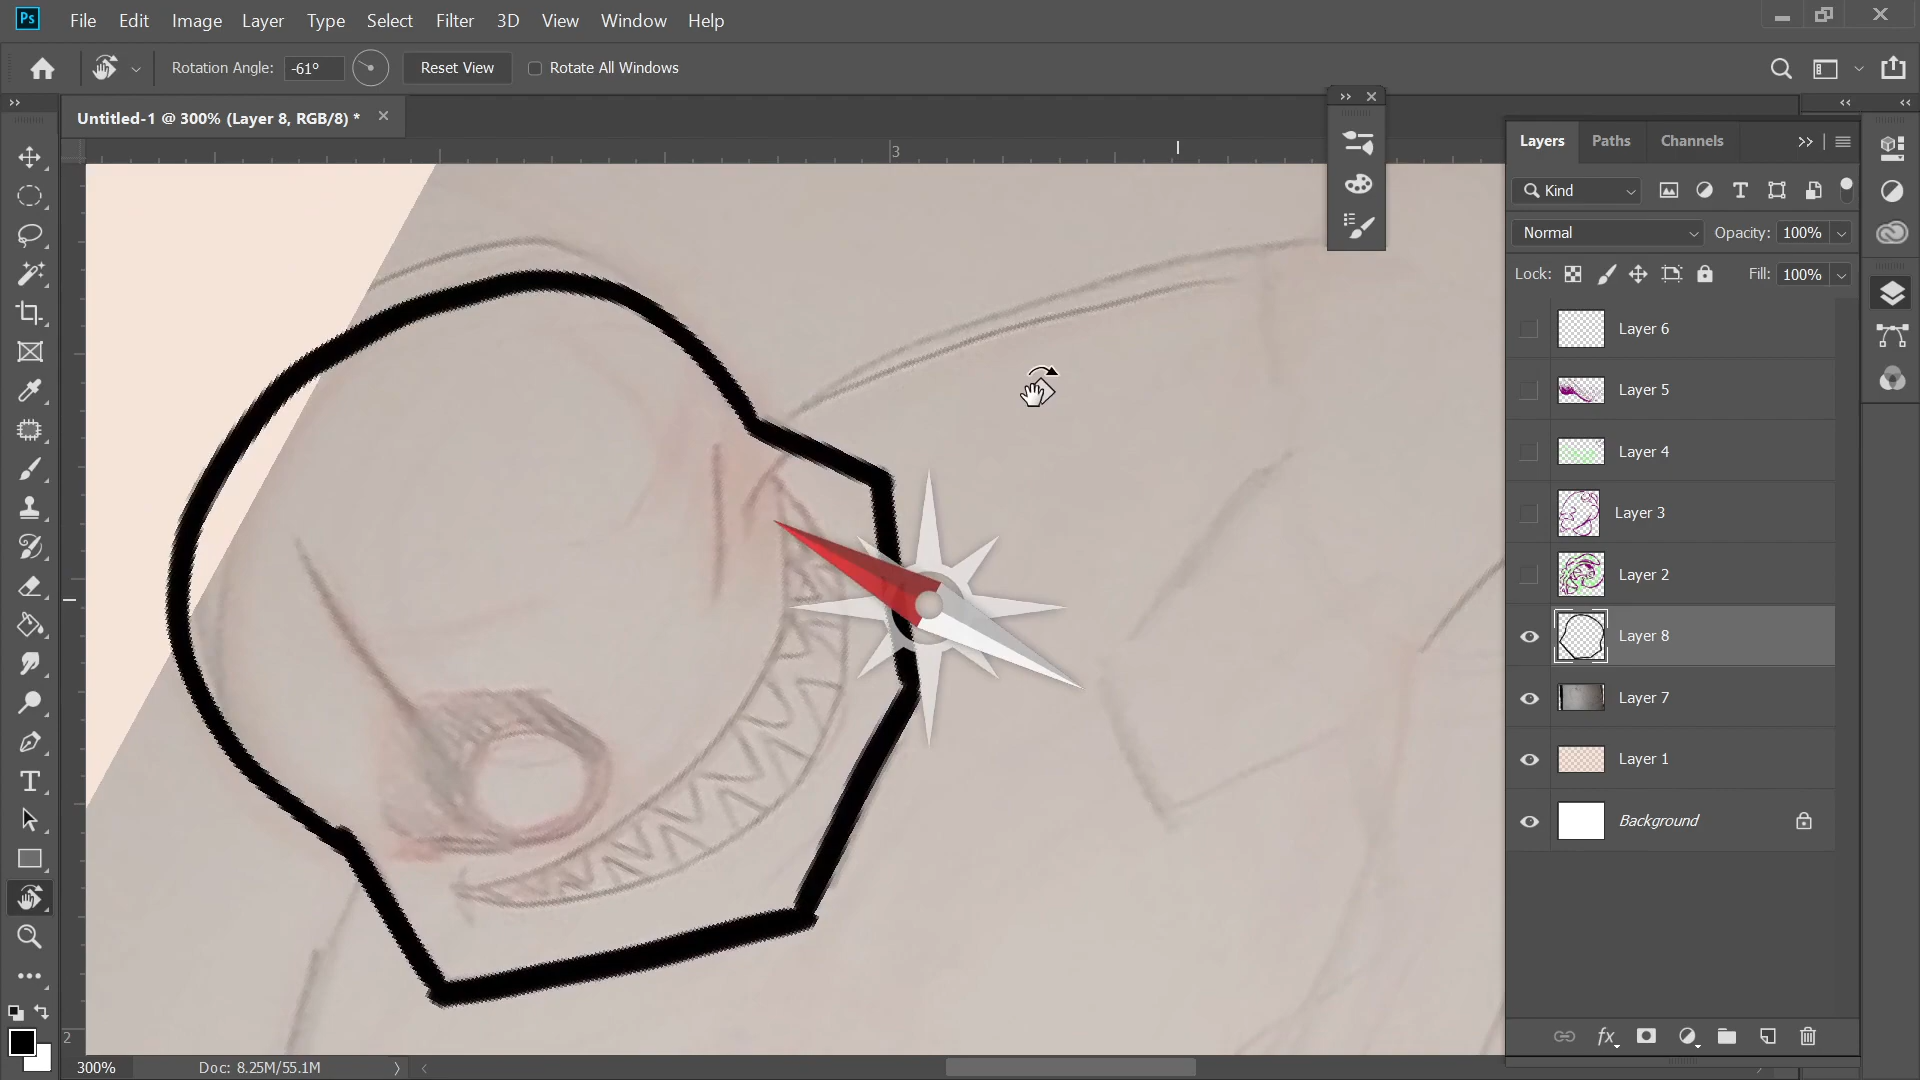 Ps File Edit Image Layer Select Filter 3D View Window Help
Rotation Angle: -61° Reset View Rotate All Windows
Untitled-1 @ 300% (Layer 8, RGB/8) *
3
2
Layers Paths Channels
Kind
Normal Opacity: 100%
Lock: Fill: 100%
Layer 6
Layer 5
Layer 4
Layer 3
Layer 2
Layer 8
Layer 7
Layer 1
Background
fx
300% Doc: 8.25M/55.1M